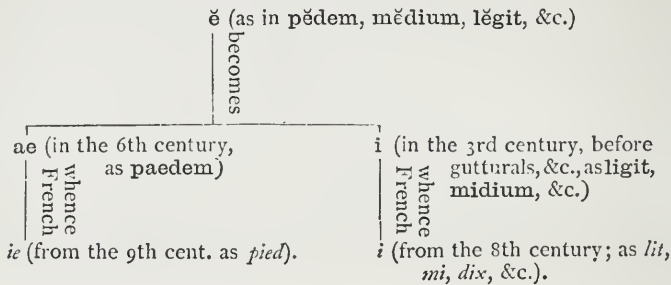 ĕ (as in pĕdem, mĕdium, lĕgit, &c.)
becomes
ae (in the 6th century,
as paedem)
i (in the 3rd century, before
gutturals, &c., as ligit,
midium, &c.)
whence
French
whence
French
ie (from the 9th cent. as pied).
i (from the 8th century; as lit,
mi, dix, &c.).